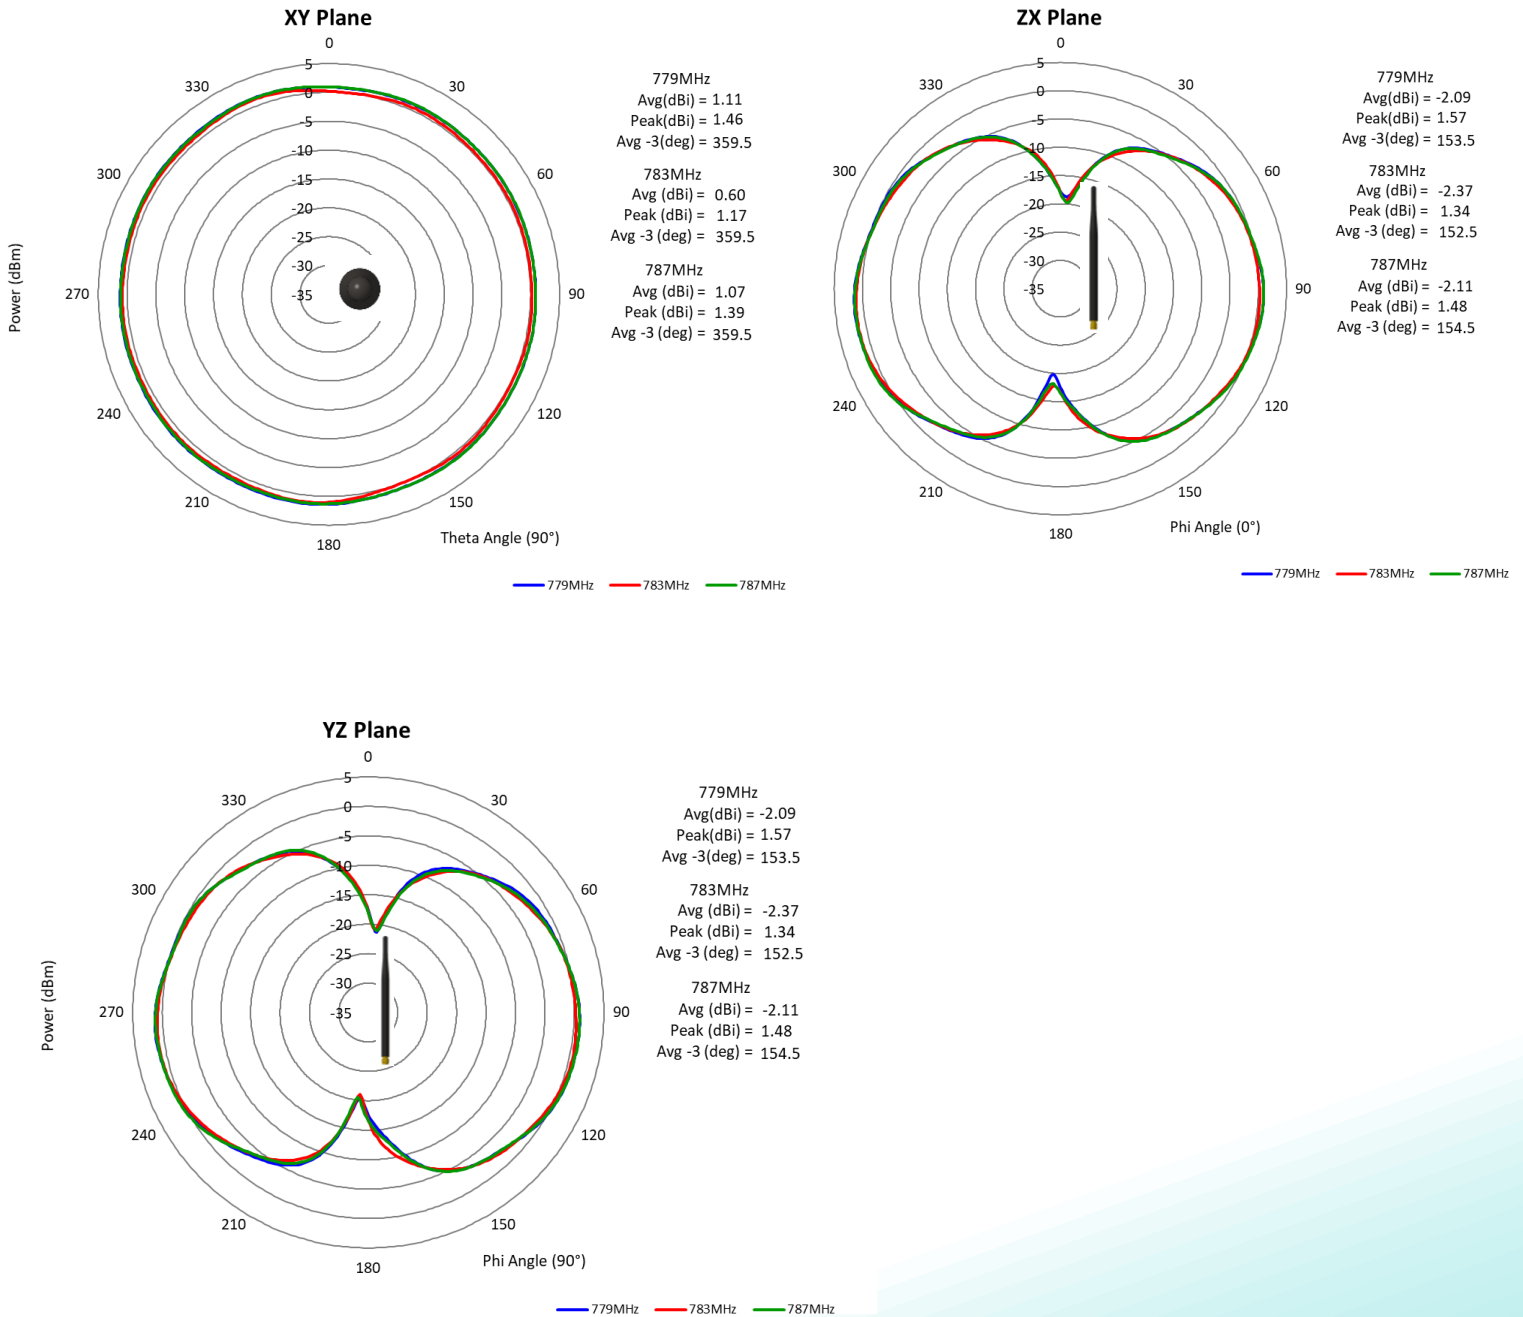 XY Plane
0
5
0
-5
-10
-15
-20
-25
-30
-35
30
60
90
120
150
180
210
240
270
300
330
Power (dBm)
Theta Angle (90°)
779MHz
Avg(dBi) = 1.11
Peak(dBi) = 1.46
Avg -3(deg) = 359.5
783MHz
Avg (dBi) = 0.60
Peak (dBi) = 1.17
Avg -3 (deg) = 359.5
787MHz
Avg (dBi) = 1.07
Peak (dBi) = 1.39
Avg -3 (deg) = 359.5
779MHz 783MHz 787MHz
ZX Plane
0
5
0
-5
-10
-15
-20
-25
-30
-35
30
60
90
120
150
180
210
240
300
330
Phi Angle (0°)
779MHz
Avg(dBi) = -2.09
Peak(dBi) = 1.57
Avg -3(deg) = 153.5
783MHz
Avg (dBi) = -2.37
Peak (dBi) = 1.34
Avg -3 (deg) = 152.5
787MHz
Avg (dBi) = -2.11
Peak (dBi) = 1.48
Avg -3 (deg) = 154.5
779MHz 783MHz 787MHz
YZ Plane
0
5
0
-5
-10
-15
-20
-25
-30
-35
30
60
90
120
150
180
210
240
270
300
330
Power (dBm)
Phi Angle (90°)
779MHz
Avg(dBi) = -2.09
Peak(dBi) = 1.57
Avg -3(deg) = 153.5
783MHz
Avg (dBi) = -2.37
Peak (dBi) = 1.34
Avg -3 (deg) = 152.5
787MHz
Avg (dBi) = -2.11
Peak (dBi) = 1.48
Avg -3 (deg) = 154.5
779MHz 783MHz 787MHz